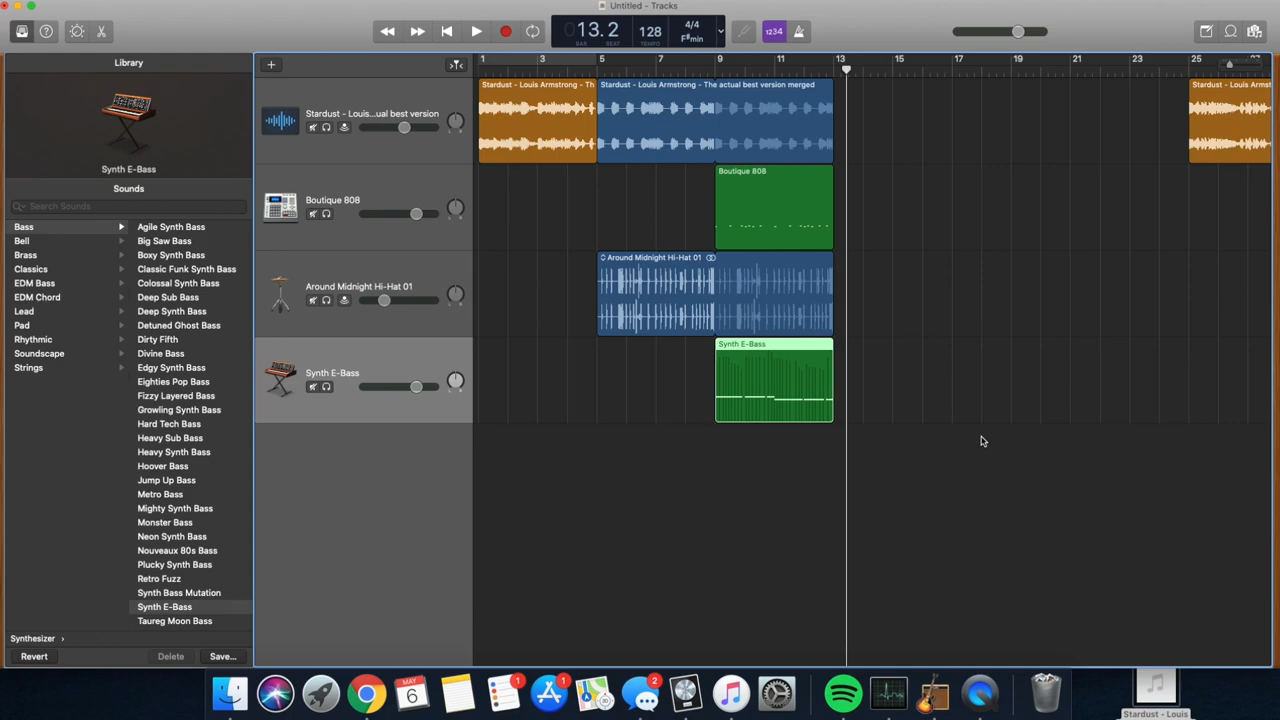 Untitled - Tracks
13.2
BAR
BEAT
128
TEMPO
4/4
F#min
1234
Library
Synth E-Bass
Sounds
Search Sounds
Bass
Bell
Brass
Classics
EDM Bass
EDM Chord
Lead
Pad
Rhythmic
Soundscape
Strings
Agile Synth Bass
Big Saw Bass
Boxy Synth Bass
Classic Funk Synth Bass
Colossal Synth Bass
Deep Sub Bass
Detuned Ghost Bass
Dirty Fifth
Divine Bass
Edgy Synth Bass
Eighties Pop Bass
Fizzy Layered Bass
Growling Synth Bass
Hard Tech Bass
Heavy Sub Bass
Heavy Synth Bass
Hoover Bass
Jump Up Bass
Metro Bass
Mighty Synth Bass
Monster Bass
Neon Synth Bass
Nouveaux 80s Bass
Plucky Synth Bass
Retro Fuzz
Synth Bass Mutation
Synth E-Bass
Taureg Moon Bass
Synthesizer
Revert
Delete
Save...
1 3 5 7 9 11 13 15 17 19 21 23 25
Stardust - Louis...ual best version
Boutique 808
Around Midnight Hi-Hat 01
Synth E-Bass
Stardust - Louis Armstrong - Th
Stardust - Louis Armstrong - The actual best version merged
Stardust - Louis Armst
Boutique 808
Around Midnight Hi-Hat 01
Synth E-Bass
MAY
6
1
1
2
Stardust - Louis